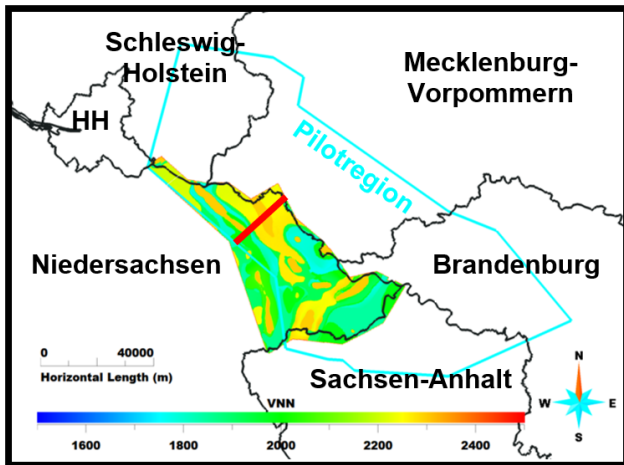 Schleswig-
Holstein
Mecklenburg-
Vorpommern
HH
Pilotregion
Niedersachsen
Brandenburg
0 40000
Horizontal Length (m)
Sachsen-Anhalt
N
W E
S
VNN
1600 1800 2000 2200 2400